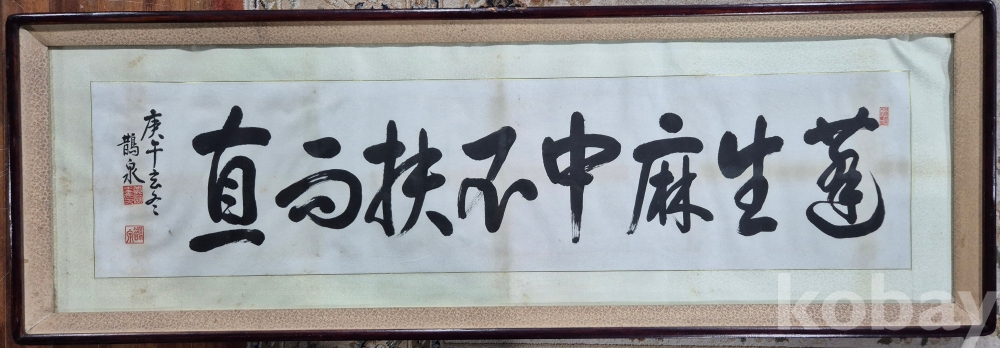 蓬生麻中不扶而直
庚午玄冬
鵲泉
kobay